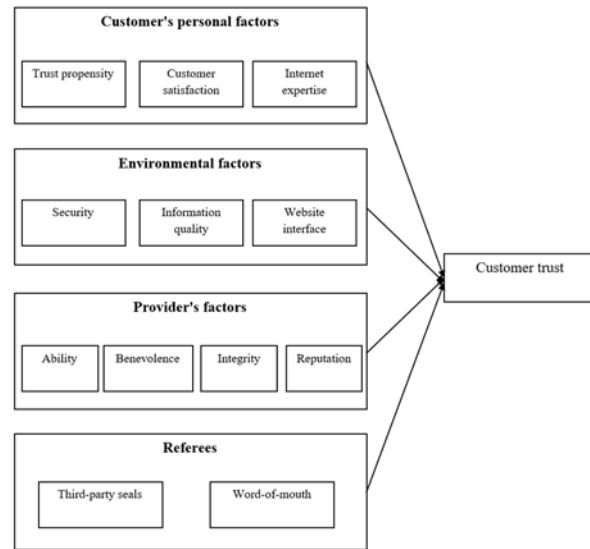 Customer's personal factors
Trust propensity
Customer
satisfaction
Internet
expertise
Environmental factors
Security
Information
quality
Website
interface
Customer trust
Provider's factors
Ability
Benevolence
Integrity
Reputation
Referees
Third-party seals
Word-of-mouth